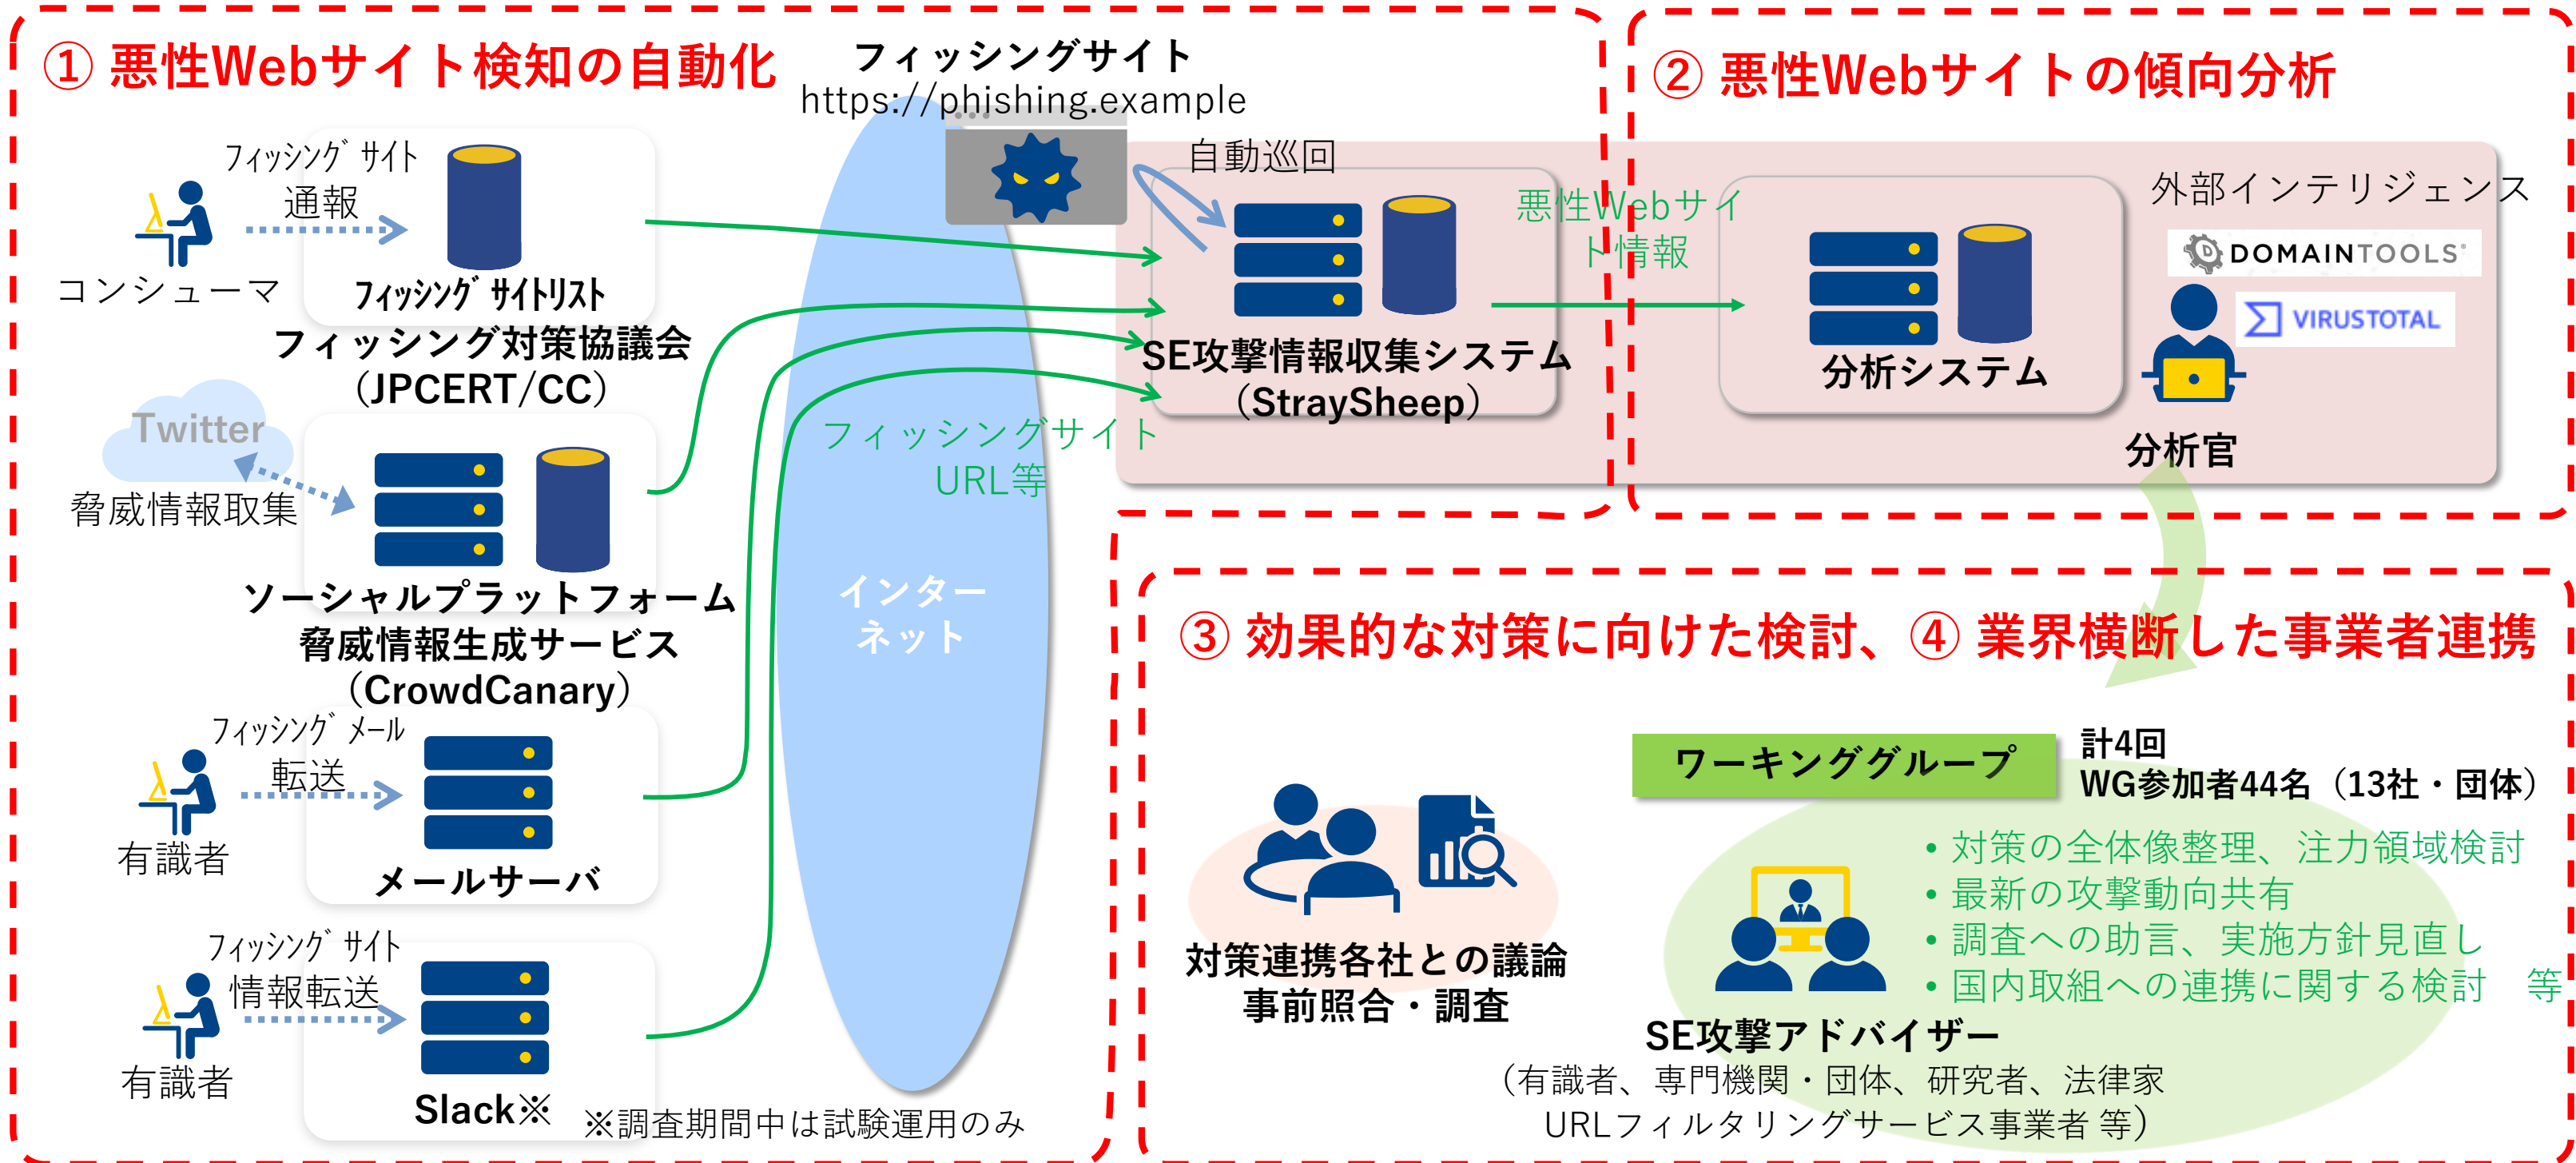 ① 悪性Webサイト検知の自動化
フィッシングサイト
https://phishing.example
② 悪性Webサイトの傾向分析
ﾌｨｯｼﾝｸﾞサイト
通報
コンシューマ
ﾌｨｯｼﾝｸﾞサイトリスト
フィッシング対策協議会
（JPCERT/CC）
自動巡回
SE攻撃情報収集システム
（StraySheep）
悪性Webサイ
ト情報
分析システム
外部インテリジェンス
DOMAINTOOLS
VIRUSTOTAL
分析官
Twitter
脅威情報取集
ソーシャルプラットフォーム
脅威情報生成サービス
（CrowdCanary）
フィッシングサイト
URL等
インター
ネット
ﾌｨｯｼﾝｸﾞメール
転送
有識者
メールサーバ
ﾌｨｯｼﾝｸﾞサイト
情報転送
有識者
Slack※
※調査期間中は試験運用のみ
③ 効果的な対策に向けた検討、④ 業界横断した事業者連携
対策連携各社との議論
事前照合・調査
ワーキンググループ
計4回
WG参加者44名（13社・団体）
• 対策の全体像整理、注力領域検討
• 最新の攻撃動向共有
• 調査への助言、実施方針見直し
• 国内取組への連携に関する検討　等
SE攻撃アドバイザー
（有識者、専門機関・団体、研究者、法律家
URLフィルタリングサービス事業者 等）